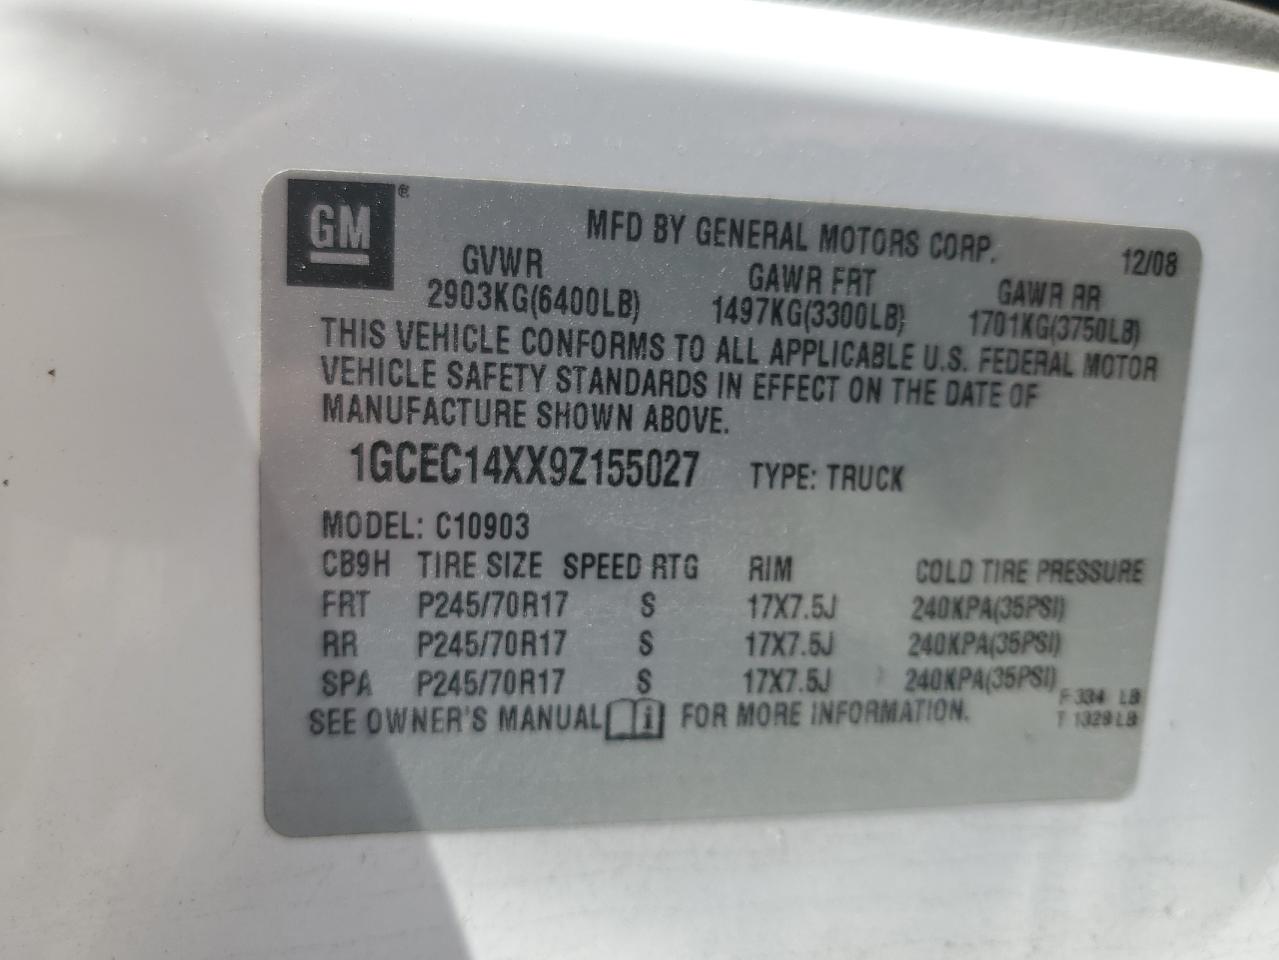 GM®
MFD BY GENERAL MOTORS CORP. 12/08
GVWR GAWR FRT GAWR RR
2903KG(6400LB) 1497KG(3300LB) 1701KG(3750LB)
THIS VEHICLE CONFORMS TO ALL APPLICABLE U.S. FEDERAL MOTOR
VEHICLE SAFETY STANDARDS IN EFFECT ON THE DATE OF
MANUFACTURE SHOWN ABOVE.
1GCEC14XX9Z155027 TYPE: TRUCK
MODEL: C10903
CB9H TIRE SIZE SPEED RTG RIM COLD TIRE PRESSURE
FRT P245/70R17 S 17X7.5J 240KPA(35PSI)
RR P245/70R17 S 17X7.5J 240KPA(35PSI)
SPA P245/70R17 S 17X7.5J 240KPA(35PSI)
F 334 LB
SEE OWNER'S MANUAL i FOR MORE INFORMATION.
T 1329 LB